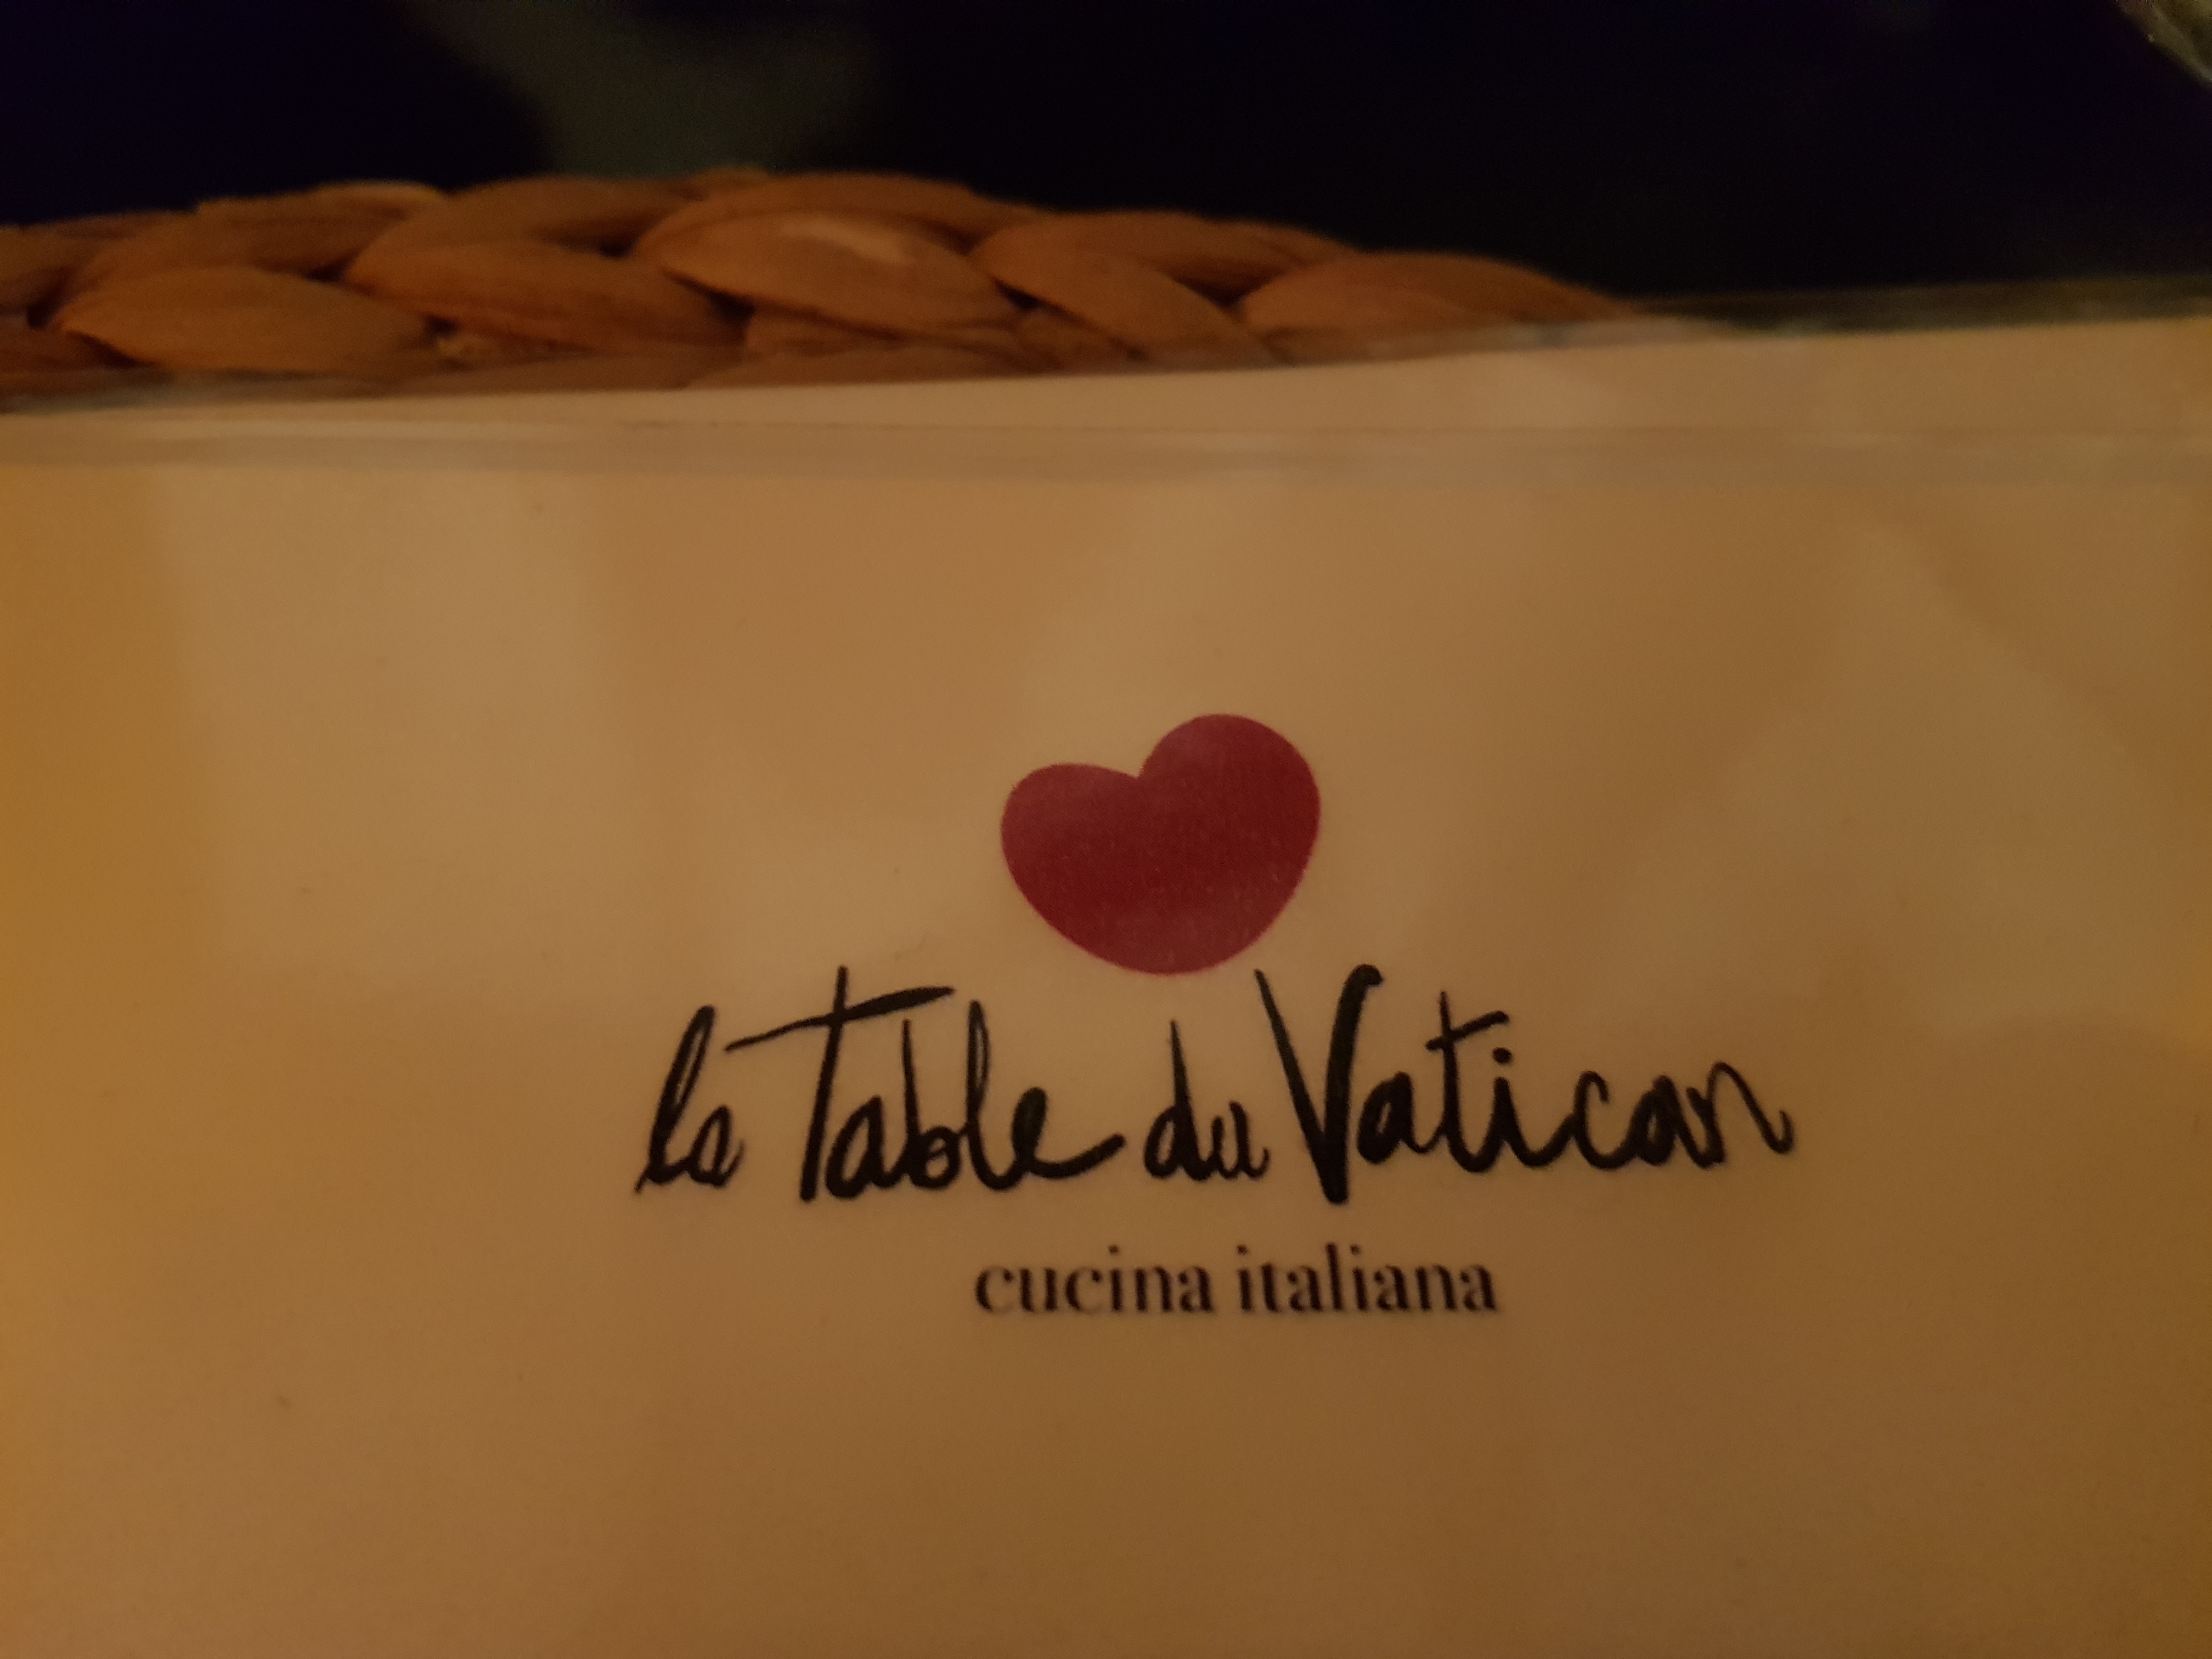 la Table du Vatican
cucina italiana